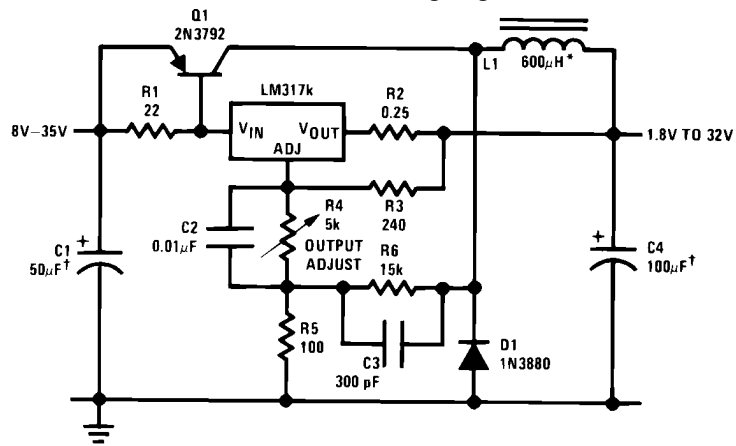 Q1
2N3792
L1
600μH*
R1
22
LM317k
VIN
VOUT
ADJ
R2
0.25
8V–35V
1.8V TO 32V
R3
240
R4
5k
OUTPUT
ADJUST
C2
0.01μF
C1
+
50μF†
R6
15k
C4
+
100μF†
R5
100
C3
300 pF
D1
1N3880